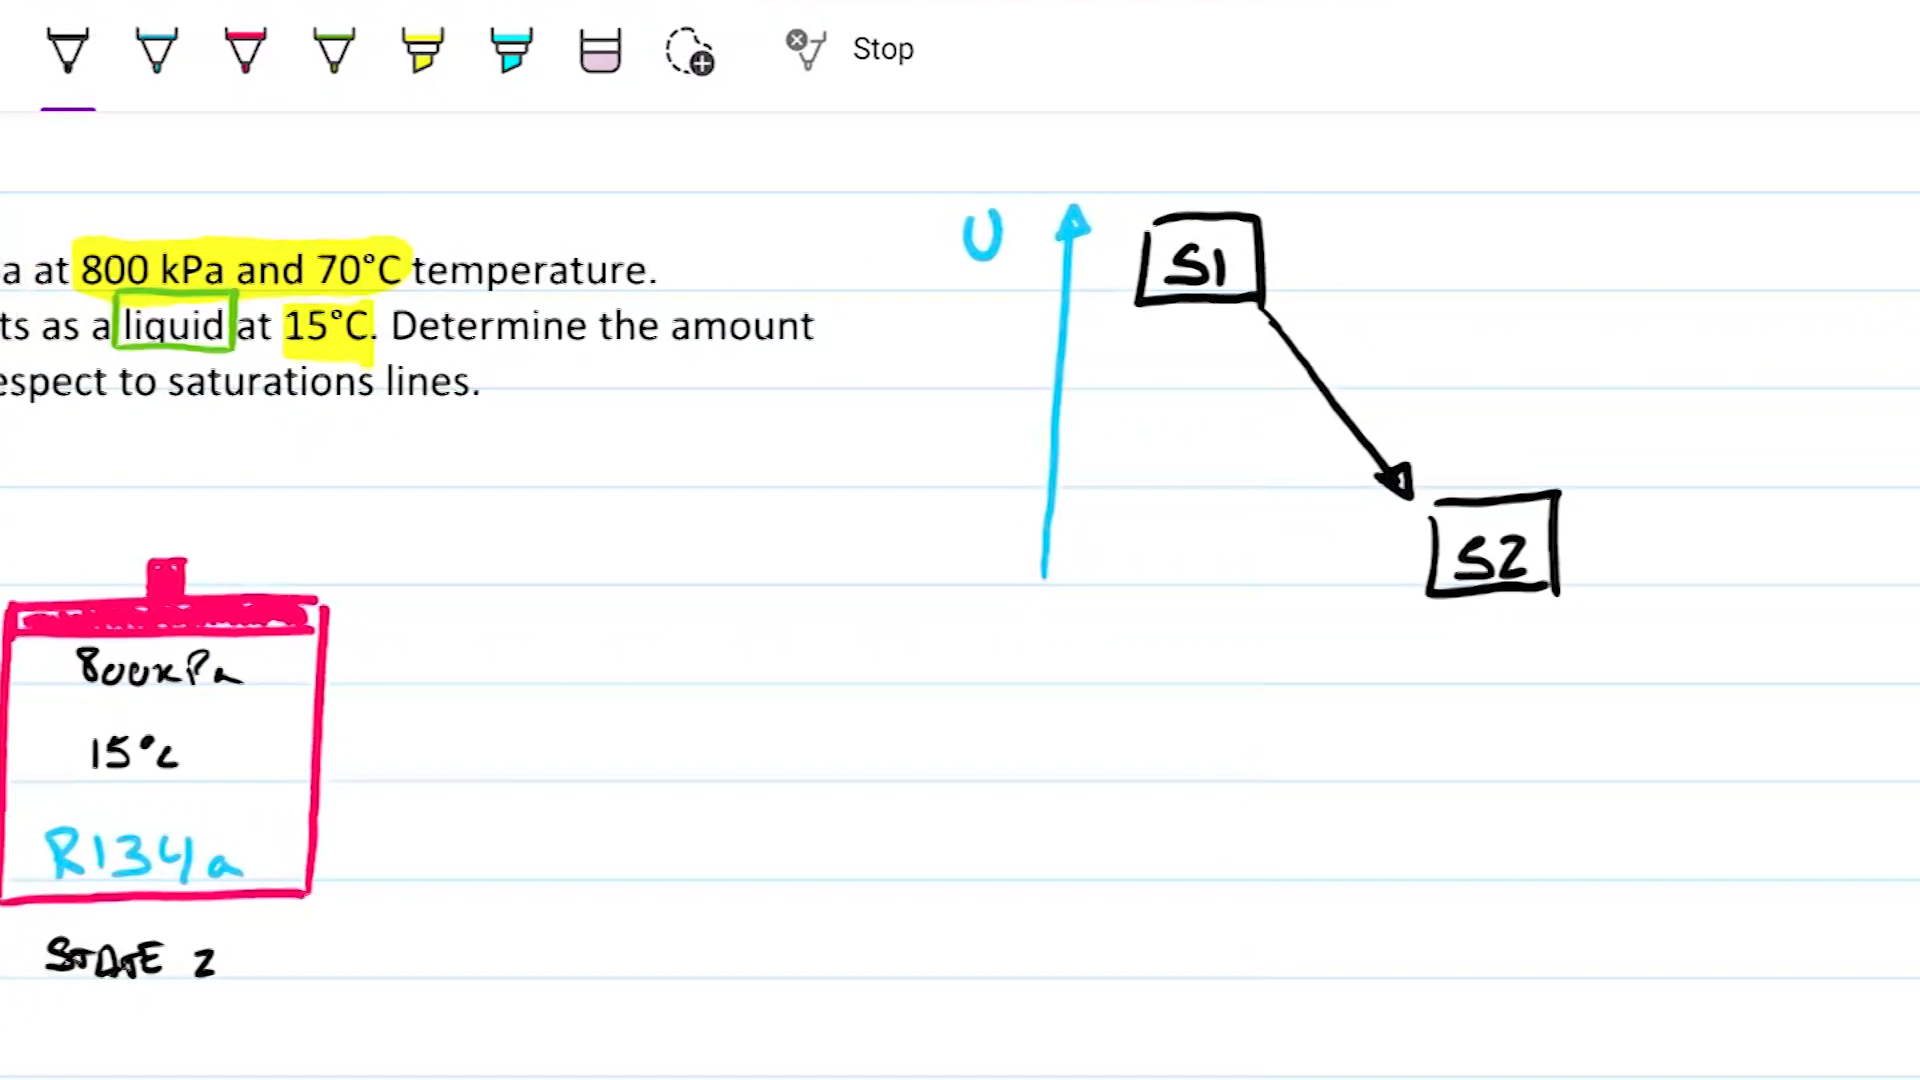 Stop
a at 800 kPa and 70°C temperature.
ts as a liquid at 15°C. Determine the amount
espect to saturations lines.
U
S1
S2
800kPa
15°C
R134a
STATE 2